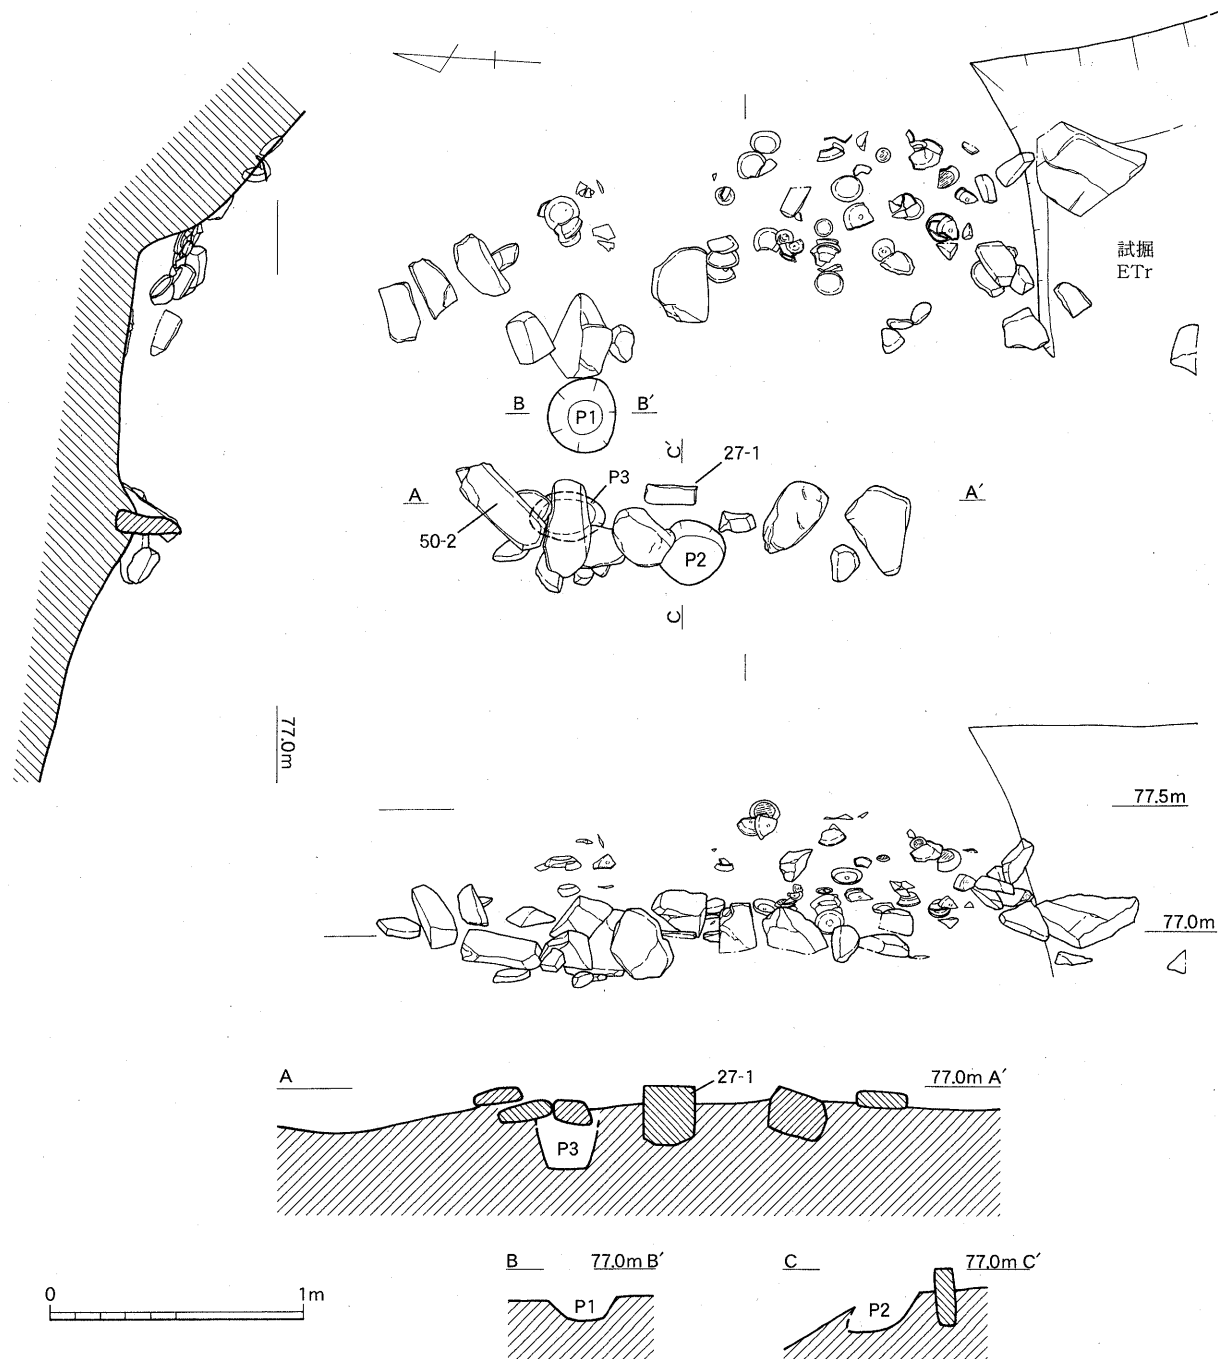 試掘
ETr
B
B′
P1
C′
27-1
A
P3
A′
50-2
P2
C
77.0m
77.5m
77.0m
A
27-1
77.0m A′
P3
B
77.0m B′
C
77.0m C′
P1
P2
0
1m